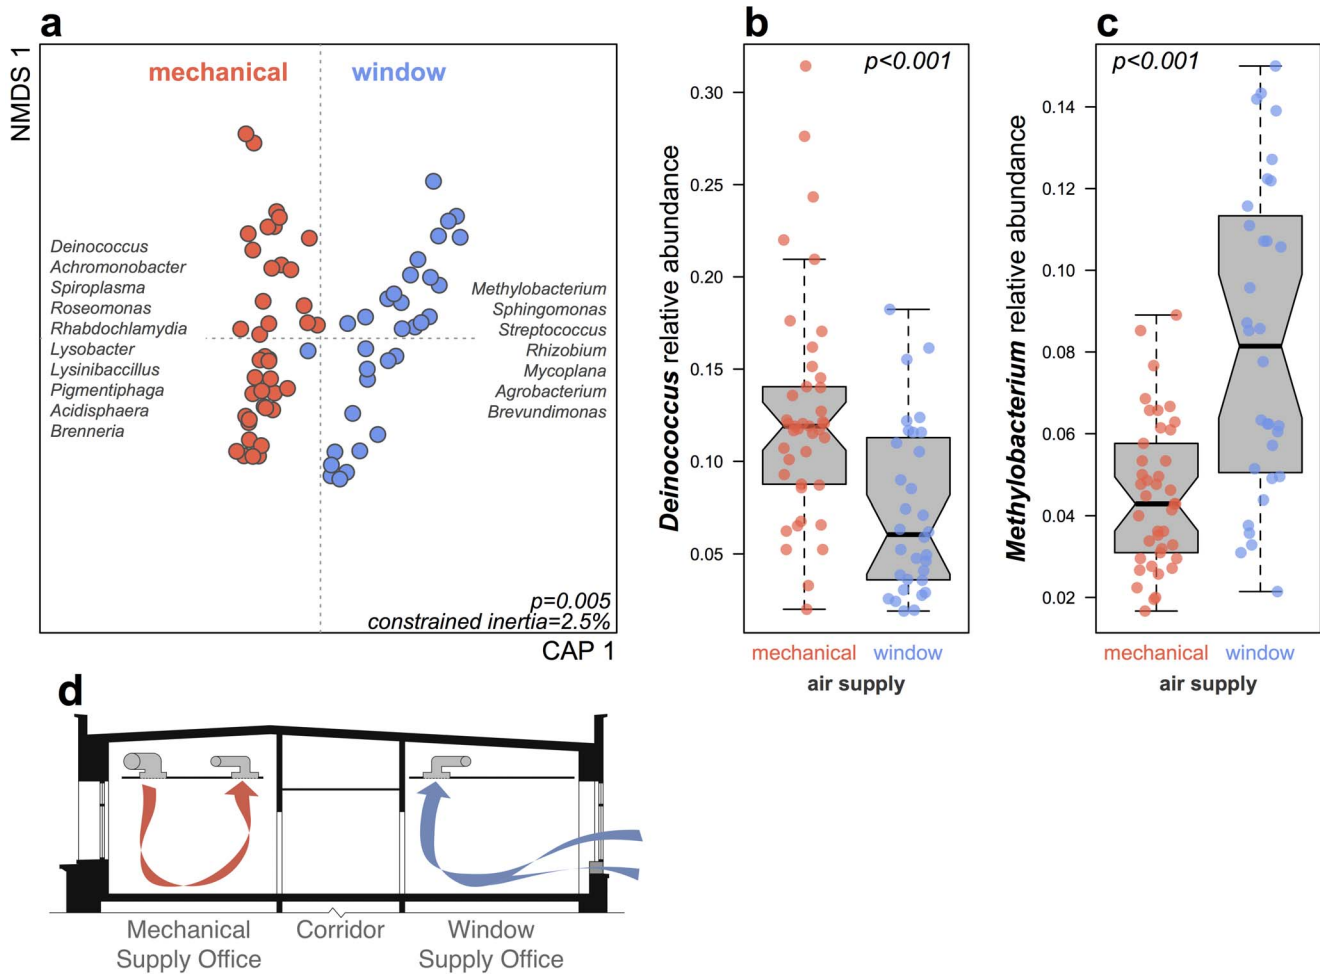 a
NMDS 1
mechanical
window
Deinococcus
Achromonobacter
Spiroplasma
Roseomonas
Rhabdochlamydia
Lysobacter
Lysinibaccillus
Pigmentiphaga
Acidisphaera
Brenneria
Methylobacterium
Sphingomonas
Streptococcus
Rhizobium
Mycoplana
Agrobacterium
Brevundimonas
p=0.005
constrained inertia=2.5%
CAP 1
b
p<0.001
Deinococcus relative abundance
0.30
0.25
0.20
0.15
0.10
0.05
mechanical
window
air supply
c
p<0.001
Methylobacterium relative abundance
0.14
0.12
0.10
0.08
0.06
0.04
0.02
mechanical
window
air supply
d
Mechanical
Supply Office
Corridor
Window
Supply Office